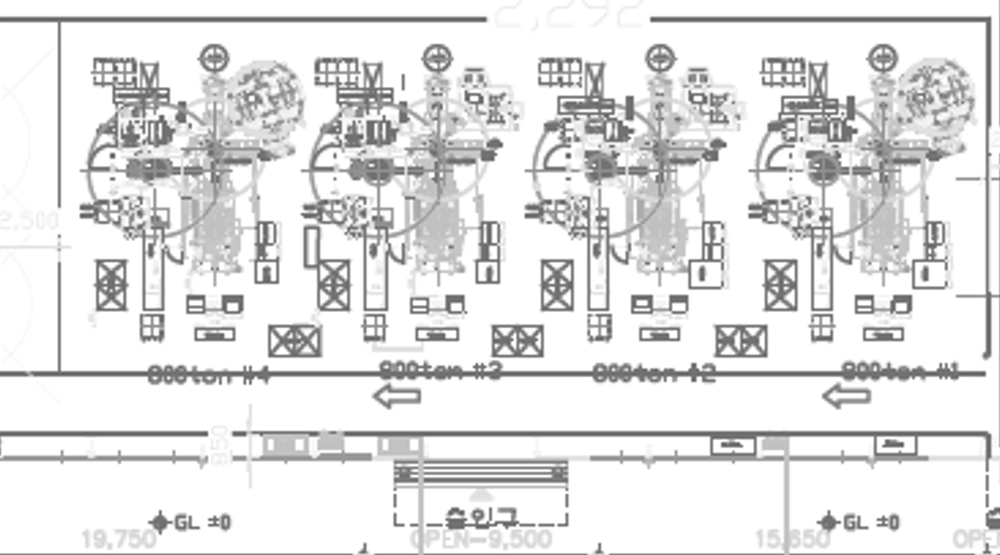 2,292
2,500
800ton #4
800ton #3
800ton #2
800ton #1
850
출입구
GL ±0
GL ±0
19,750
OPEN-9,500
15,650